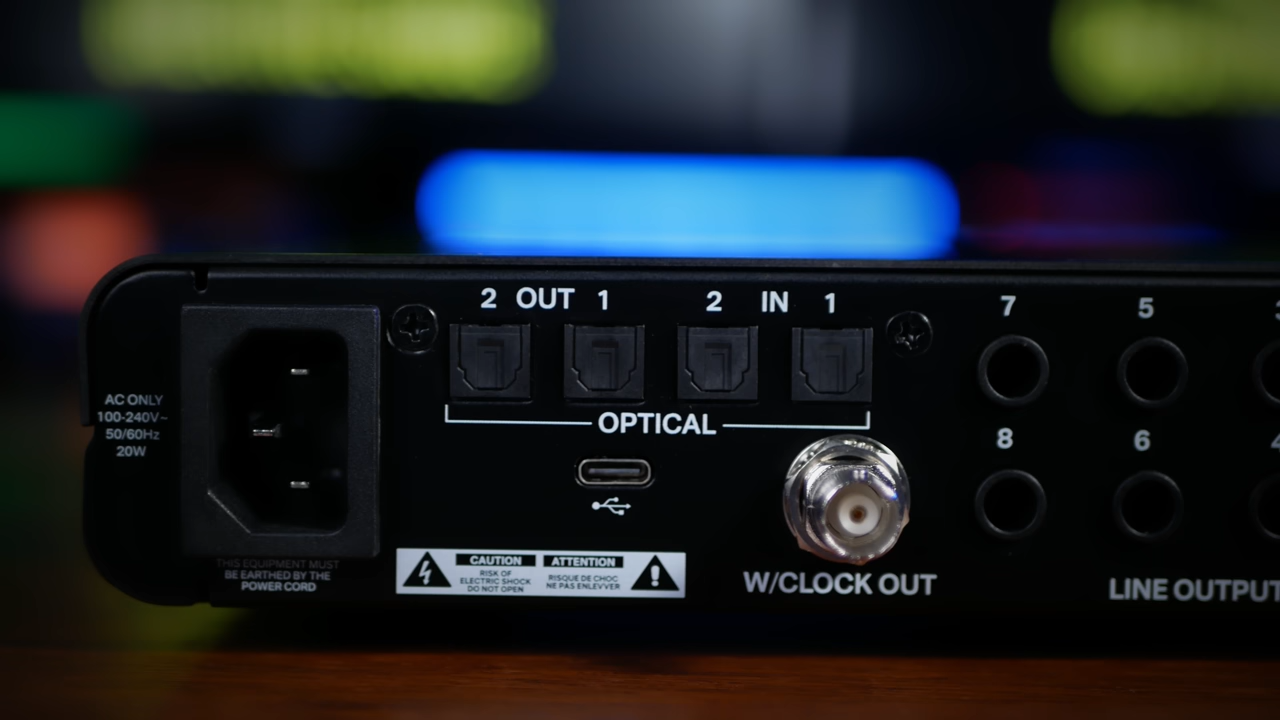 2 OUT 1
2 IN 1
7
5
AC ONLY
100-240V~
50/60Hz
20W
OPTICAL
8
6
4
THIS EQUIPMENT MUST
BE EARTHED BY THE
POWER CORD
CAUTION
RISK OF
ELECTRIC SHOCK
DO NOT OPEN
ATTENTION
RISQUE DE CHOC
NE PAS ENLEVVER
W/CLOCK OUT
LINE OUTPUT